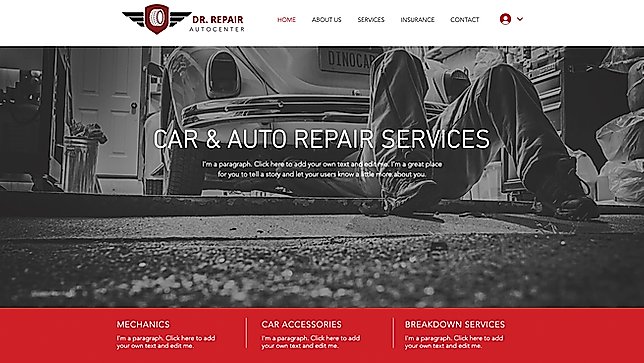 DR. REPAIR
AUTOCENTER
HOME ABOUT US SERVICES INSURANCE CONTACT
DINOCAR
CAR & AUTO REPAIR SERVICES
I'm a paragraph. Click here to add your own text and edit me. I'm a great place
for you to tell a story and let your users know a little more about you.
MECHANICS
I'm a paragraph. Click here to add
your own text and edit me.
CAR ACCESSORIES
I'm a paragraph. Click here to add
your own text and edit me.
BREAKDOWN SERVICES
I'm a paragraph. Click here to add
your own text and edit me.